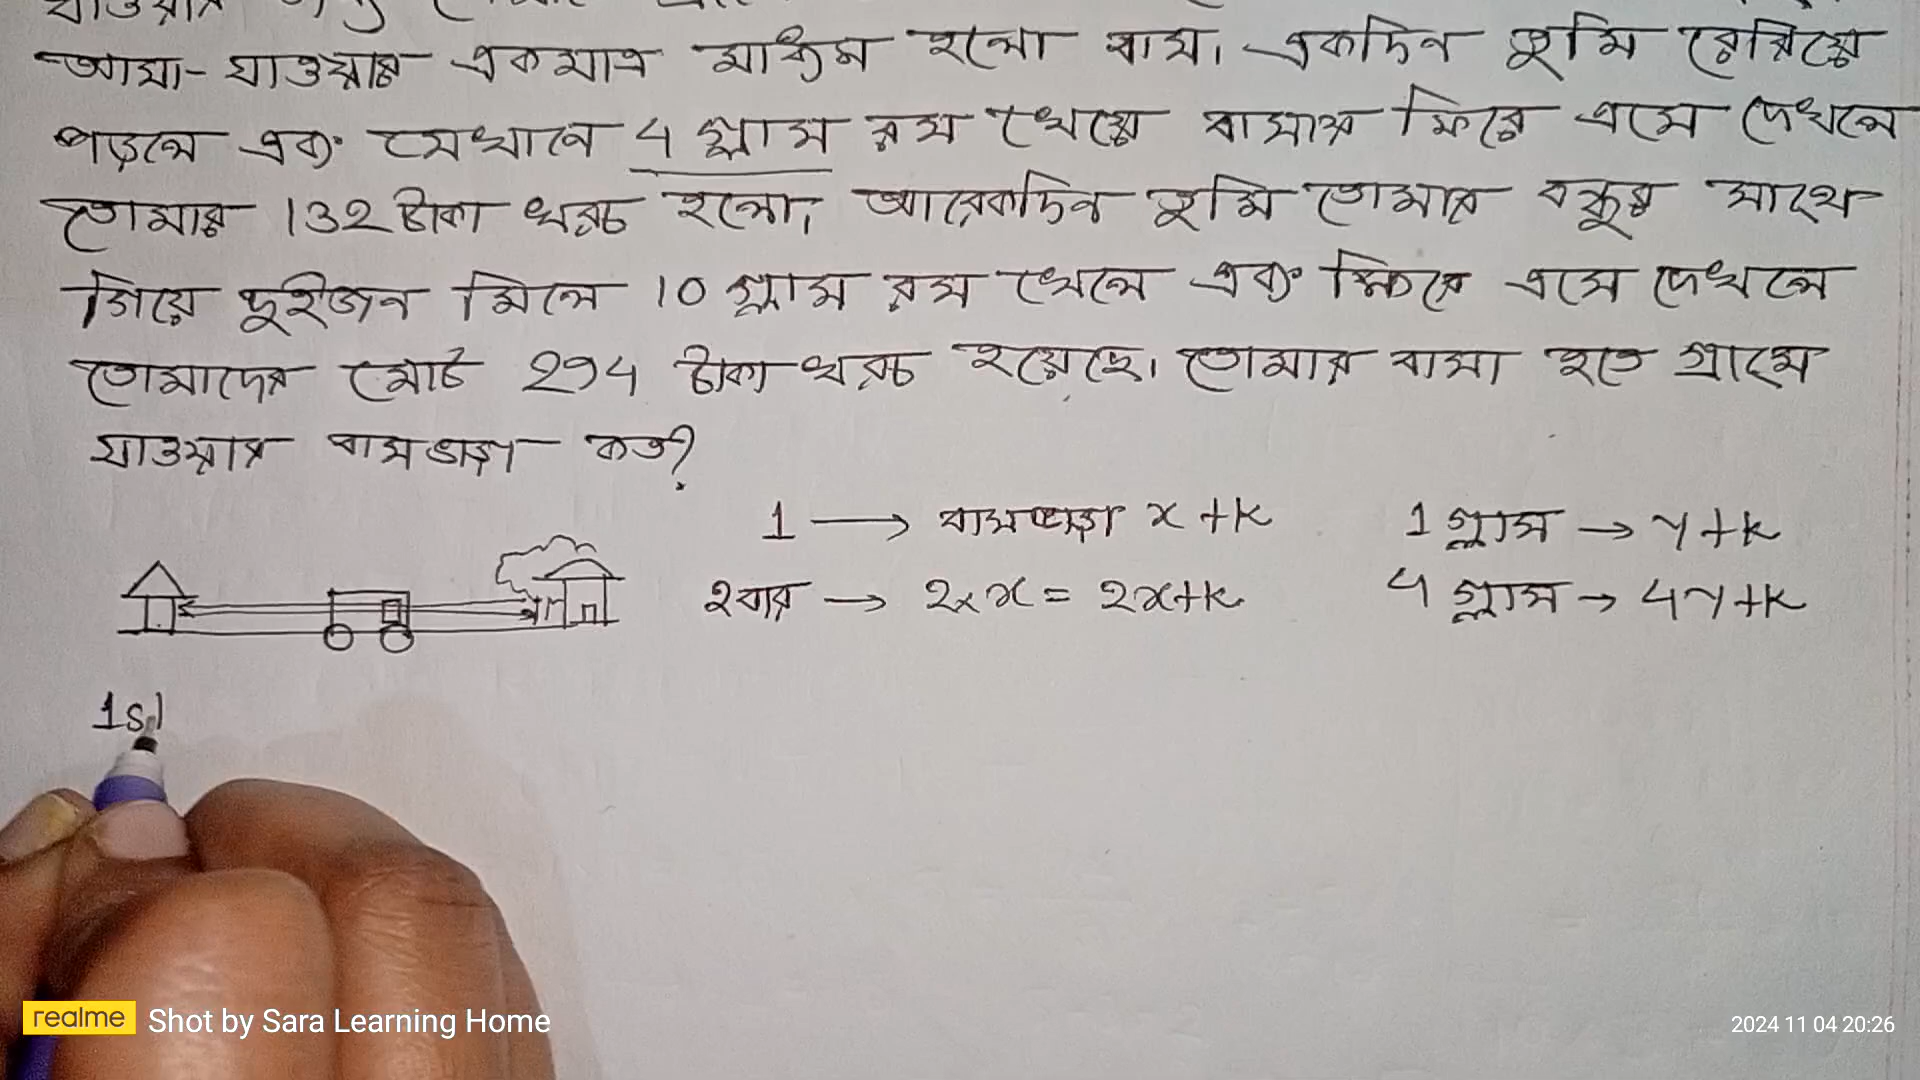 আসা-যাওয়ার একমাত্র মাধ্যম হলো বাস। একদিন তুমি বেরিয়ে
পড়লে এবং সেখানে 4 গ্লাস রস খেয়ে বাসায় ফিরে এসে দেখলে
তোমার 132 টাকা খরচ হলো, আরেকদিন তুমি তোমার বন্ধুর সাথে
গিয়ে দুইজন মিলে 10 গ্লাস রস খেলে এবং ফিরে এসে দেখলে
তোমাদের মোট 294 টাকা খরচ হয়েছে। তোমার বাসা হতে গ্রামে
যাওয়ার বাসভাড়া কত?
1 → বাসভাড়া x +k 1 গ্লাস → y+k
২বার → 2×x = 2x+k 4 গ্লাস → 4y+k
1st
realme Shot by Sara Learning Home 2024 11 04 20:26